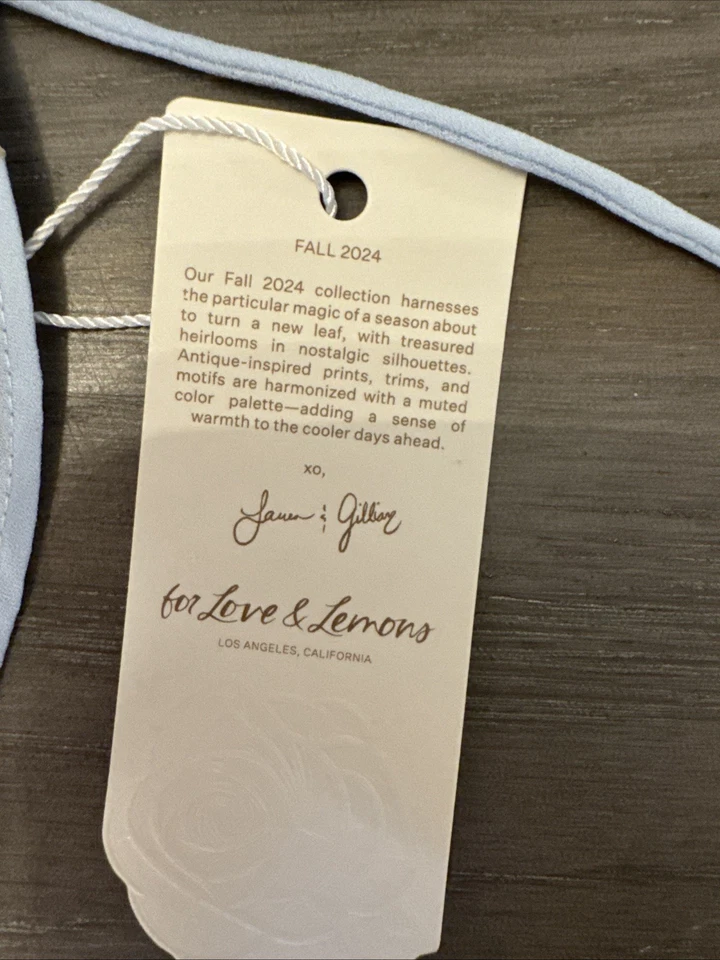 FALL 2024
Our Fall 2024 collection harnesses
the particular magic of a season about
to turn a new leaf, with treasured
heirlooms in nostalgic silhouettes.
Antique-inspired prints, trims, and
motifs are harmonized with a muted
color palette—adding a sense of
warmth to the cooler days ahead.
xo,
Lauren & Gillian
for Love & Lemons
LOS ANGELES, CALIFORNIA